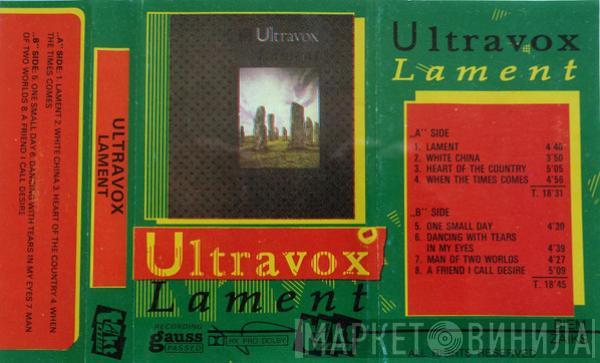 „A" SIDE: 1. LAMENT 2. WHITE CHINA 3. HEART OF THE COUNTRY 4. WHEN
THE TIMES COMES
„B" SIDE: 5. ONE SMALL DAY 6. DANCING WITH TEARS IN MY EYES 7. MAN
OF TWO WORLDS 8. A FRIEND I CALL DESIRE
ULTRAVOX
LAMENT
Ultravox
Ultravox
Lament
RECORDING
gauss
PASSED
HX PRO DOLBY
Ultravox
Lament
„A" SIDE
1. LAMENT 4'40
2. WHITE CHINA 3'50
3. HEART OF THE COUNTRY 5'05
4. WHEN THE TIMES COMES 4'56
T. 18'31
„B" SIDE
5. ONE SMALL DAY 4'30
6. DANCING WITH TEARS
IN MY EYES 4'39
7. MAN OF TWO WORLDS 4'27
8. A FRIEND I CALL DESIRE 5'09
T. 18'45
ZAIKS
ALL RIGHTS RESERVED
МАРКЕТ ВИНИЛА